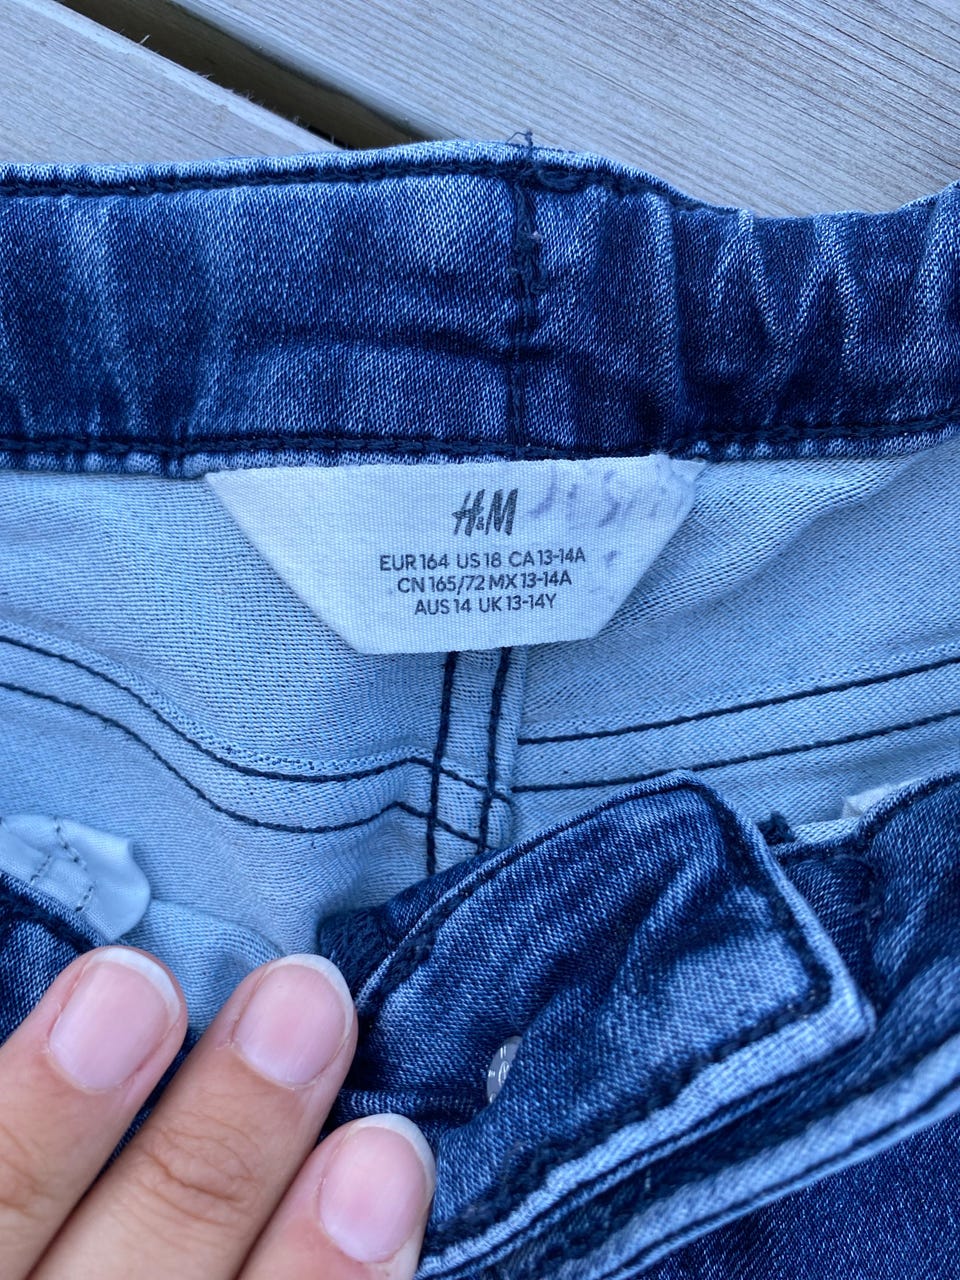 H&M
EUR 164 US 18 CA 13-14A
CN 165/72 MX 13-14A
AUS 14 UK 13-14Y